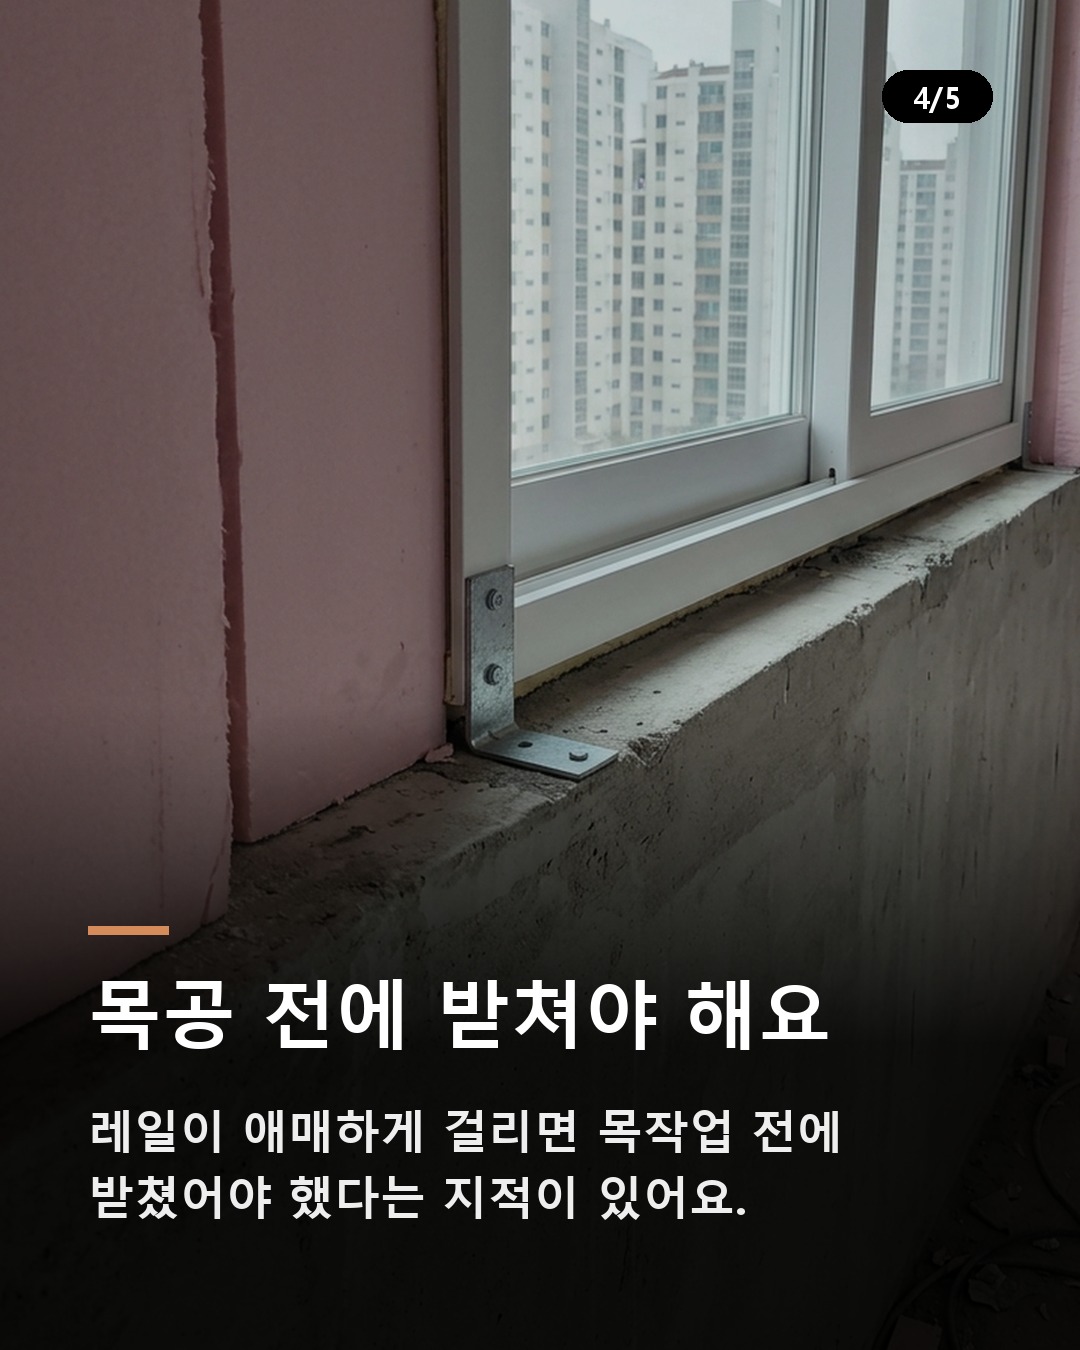 4/5
목공 전에 받쳐야 해요
레일이 애매하게 걸리면 목작업 전에
받쳤어야 했다는 지적이 있어요.